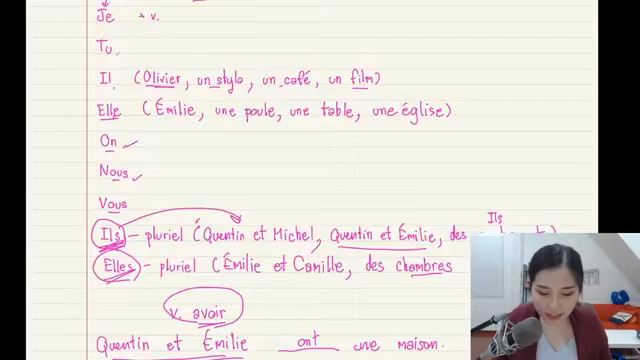 Je + v.
Tu.
Il. (Olivier, un stylo, un café, un film)
Elle (Émilie, une poule, une table, une église)
On
Nous
Vous
Ils
Ils – pluriel (Quentin et Michel, Quentin et Émilie, des
Elles – pluriel (Émilie et Camille, des chambres
v. avoir
Quentin et Émilie ont une maison.